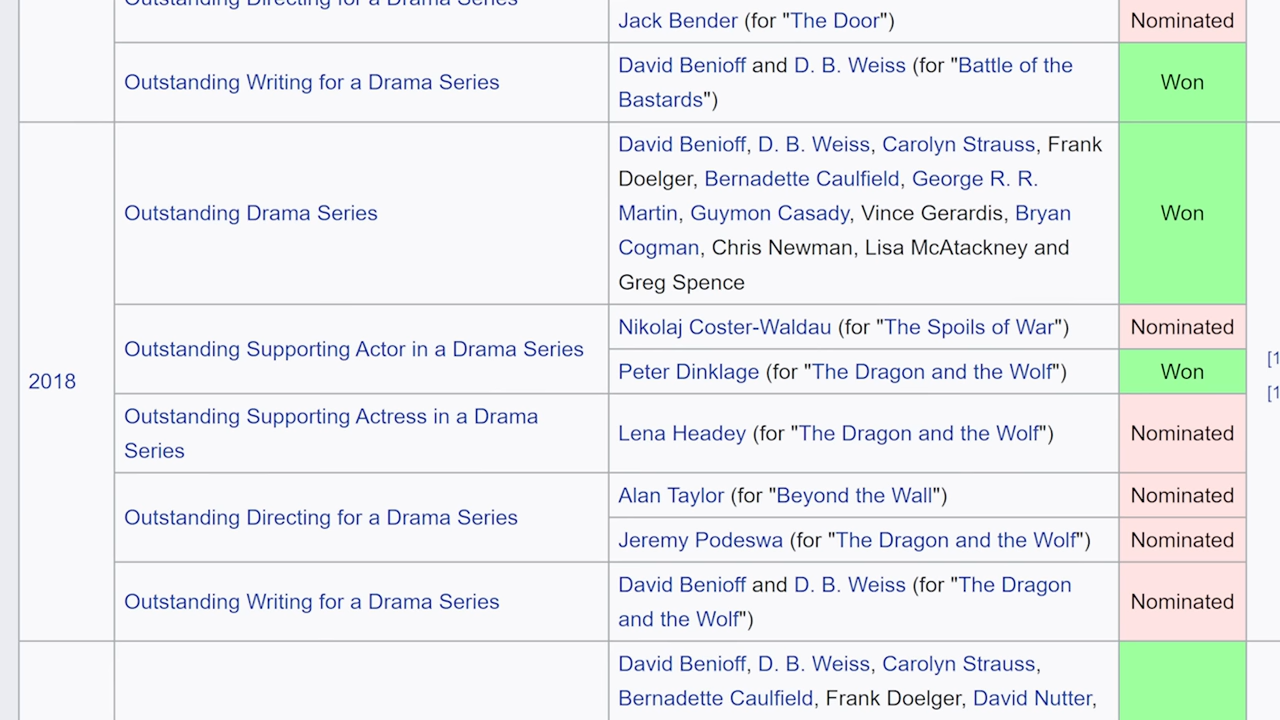 Outstanding Directing for a Drama Series
Jack Bender (for "The Door")
Nominated
Outstanding Writing for a Drama Series
David Benioff and D. B. Weiss (for "Battle of the
Bastards")
Won
2018
Outstanding Drama Series
David Benioff, D. B. Weiss, Carolyn Strauss, Frank
Doelger, Bernadette Caulfield, George R. R.
Martin, Guymon Casady, Vince Gerardis, Bryan
Cogman, Chris Newman, Lisa McAtackney and
Greg Spence
Won
Outstanding Supporting Actor in a Drama Series
Nikolaj Coster-Waldau (for "The Spoils of War")
Nominated
Peter Dinklage (for "The Dragon and the Wolf")
Won
Outstanding Supporting Actress in a Drama
Series
Lena Headey (for "The Dragon and the Wolf")
Nominated
Outstanding Directing for a Drama Series
Alan Taylor (for "Beyond the Wall")
Nominated
Jeremy Podeswa (for "The Dragon and the Wolf")
Nominated
Outstanding Writing for a Drama Series
David Benioff and D. B. Weiss (for "The Dragon
and the Wolf")
Nominated
[1
[1
David Benioff, D. B. Weiss, Carolyn Strauss,
Bernadette Caulfield, Frank Doelger, David Nutter,